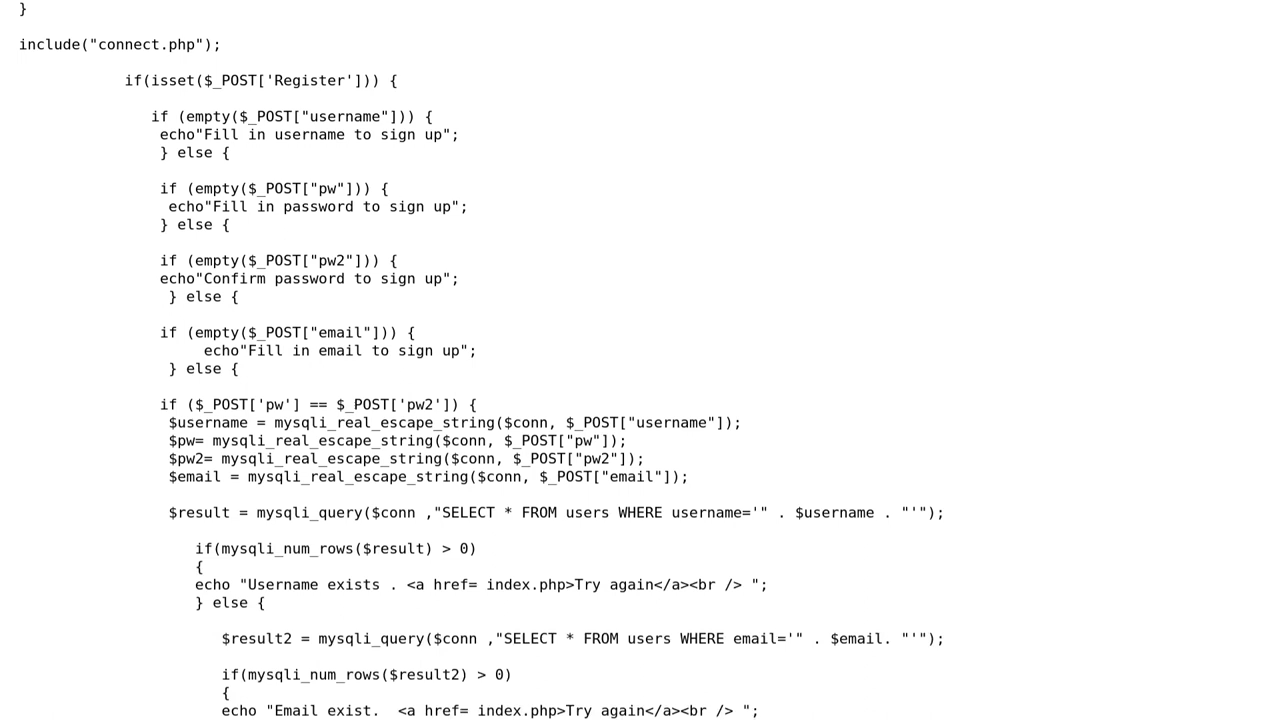 }
include("connect.php");
if(isset($_POST['Register'])) {
if (empty($_POST["username"])) {
echo"Fill in username to sign up";
} else {
if (empty($_POST["pw"])) {
echo"Fill in password to sign up";
} else {
if (empty($_POST["pw2"])) {
echo"Confirm password to sign up";
} else {
if (empty($_POST["email"])) {
echo"Fill in email to sign up";
} else {
if ($_POST['pw'] == $_POST['pw2']) {
$username = mysqli_real_escape_string($conn, $_POST["username"]);
$pw= mysqli_real_escape_string($conn, $_POST["pw"]);
$pw2= mysqli_real_escape_string($conn, $_POST["pw2"]);
$email = mysqli_real_escape_string($conn, $_POST["email"]);
$result = mysqli_query($conn ,"SELECT * FROM users WHERE username='" . $username . "'");
if(mysqli_num_rows($result) > 0)
{
echo "Username exists . <a href= index.php>Try again</a><br /> ";
} else {
$result2 = mysqli_query($conn ,"SELECT * FROM users WHERE email='" . $email. "'");
if(mysqli_num_rows($result2) > 0)
{
echo "Email exist.  <a href= index.php>Try again</a><br /> ";